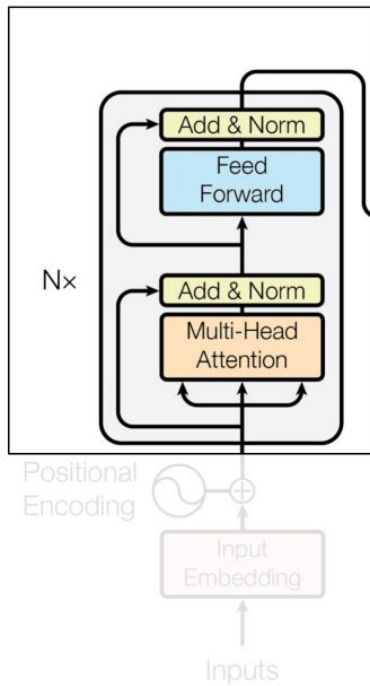 Add & Norm
Feed
Forward
Nx
Add & Norm
Multi-Head
Attention
Positional
Encoding
Input
Embedding
Inputs